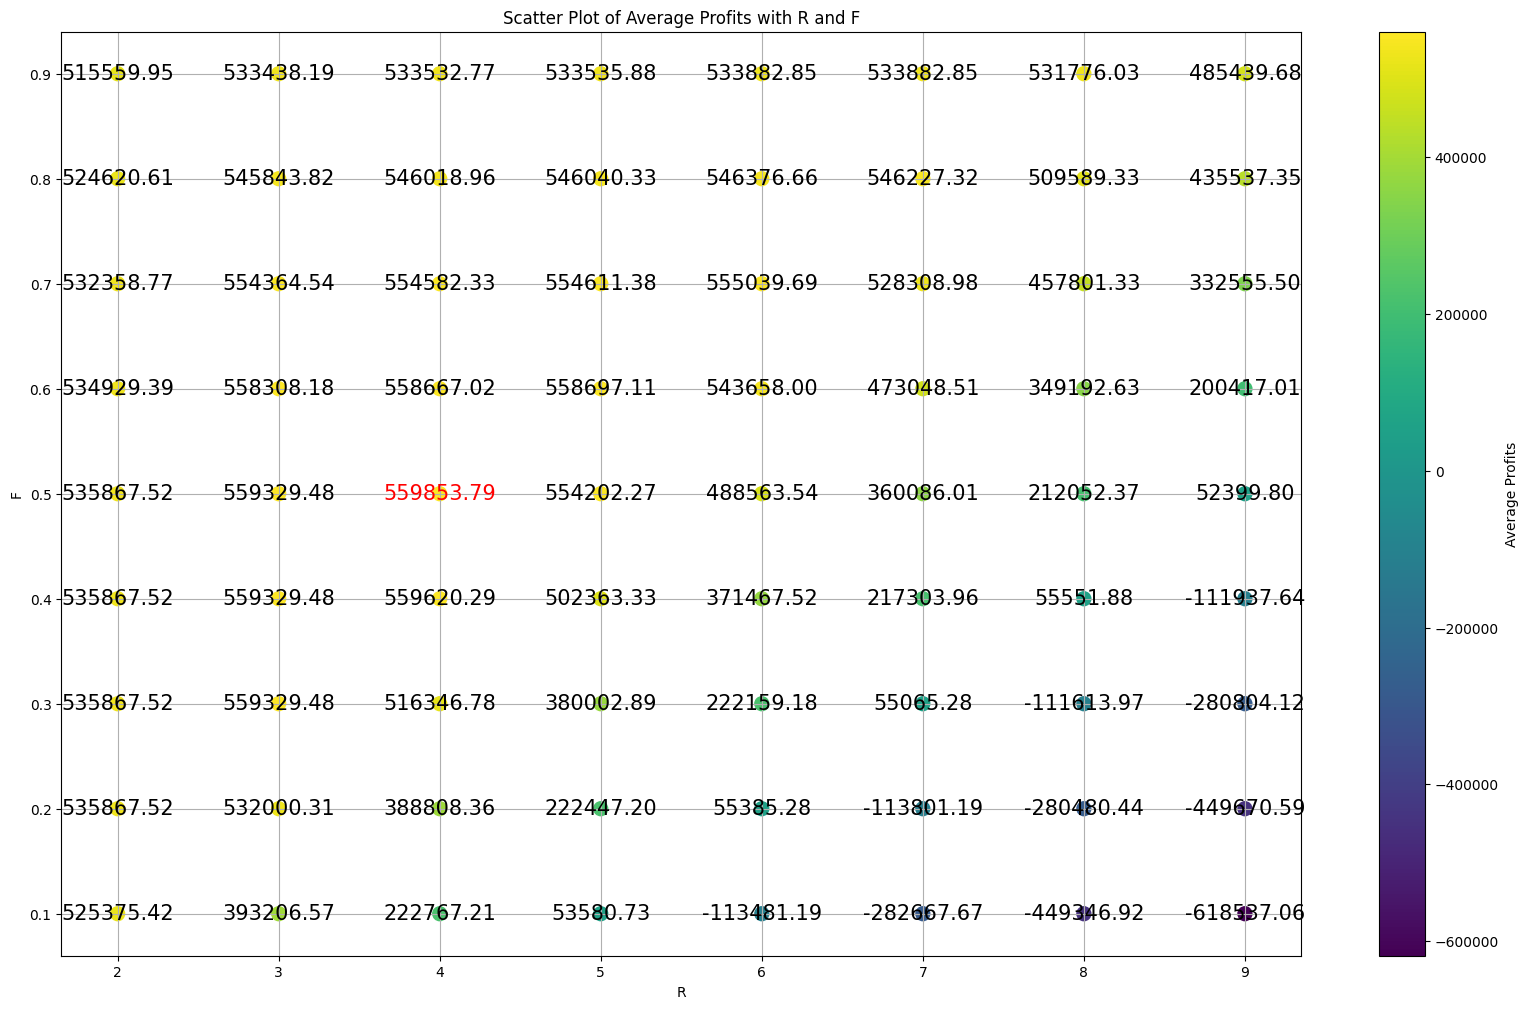 Scatter Plot of Average Profits with R and F
0.9 515559.95 533438.19 533532.77 533535.88 533882.85 533882.85 531776.03 485439.68
0.8 524620.61 545843.82 546018.96 546040.33 546376.66 546227.32 509589.33 435537.35
0.7 532358.77 554364.54 554582.33 554611.38 555039.69 528308.98 457801.33 332555.50
0.6 534929.39 558308.18 558667.02 558697.11 543658.00 473048.51 349192.63 200417.01
F
0.5 535867.52 559329.48 559853.79 554202.27 488563.54 360086.01 212052.37 52399.80
0.4 535867.52 559329.48 559620.29 502363.33 371467.52 217303.96 55551.88 -111937.64
0.3 535867.52 559329.48 516346.78 380002.89 222159.18 55065.28 -111613.97 -280804.12
0.2 535867.52 532000.31 388808.36 222447.20 55385.28 -113801.19 -280480.44 -449670.59
0.1 525375.42 393206.57 222767.21 53580.73 -113481.19 -282667.67 -449346.92 -618537.06
2 3 4 5 6 7 8 9
R
400000
200000
0
−200000
−400000
−600000
Average Profits